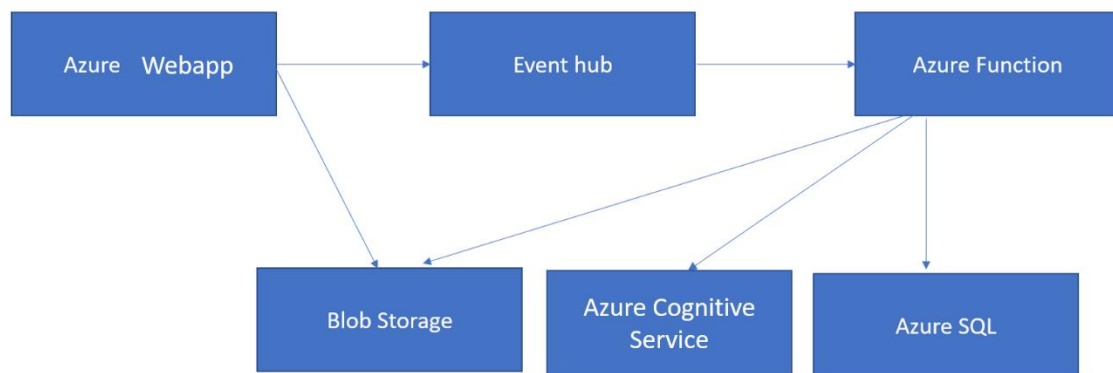 Azure Webapp
Event hub
Azure Function
Blob Storage
Azure Cognitive
Service
Azure SQL